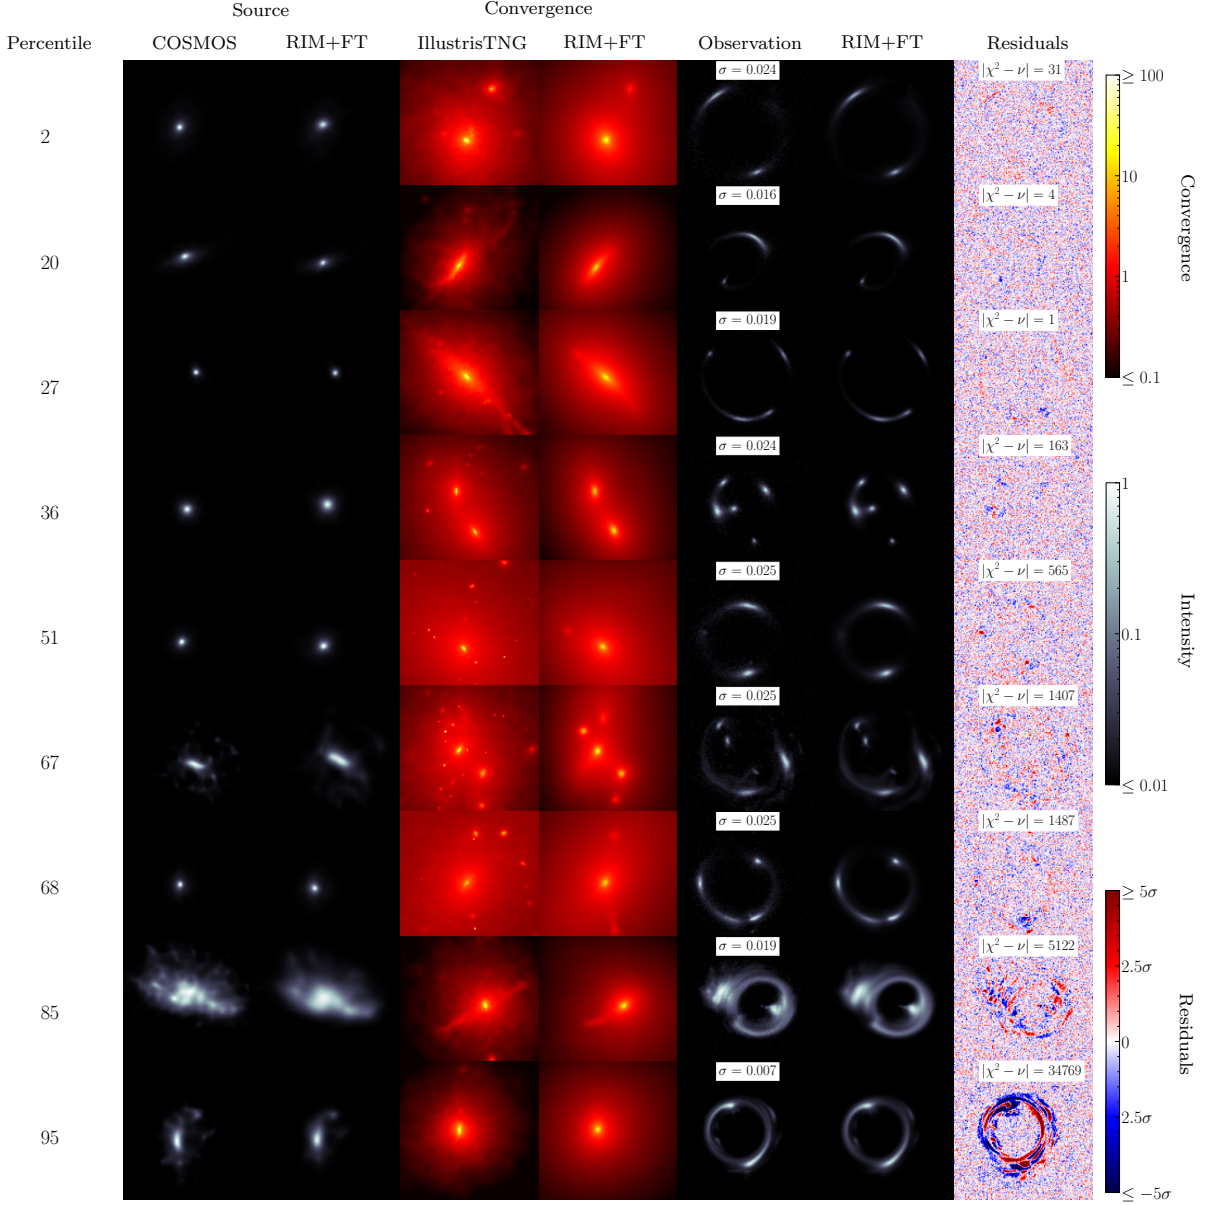 Source Convergence
Percentile COSMOS RIM+FT IllustrisTNG RIM+FT Observation RIM+FT Residuals
2 σ = 0.024 |χ² − ν| = 31
20 σ = 0.016 |χ² − ν| = 4
27 σ = 0.019 |χ² − ν| = 1
36 σ = 0.024 |χ² − ν| = 163
51 σ = 0.025 |χ² − ν| = 565
67 σ = 0.025 |χ² − ν| = 1407
68 σ = 0.025 |χ² − ν| = 1487
85 σ = 0.019 |χ² − ν| = 5122
95 σ = 0.007 |χ² − ν| = 34769
≥ 100
10
1
≤ 0.1
Convergence
1
0.1
≤ 0.01
Intensity
≥ 5σ
2.5σ
0
−2.5σ
≤ −5σ
Residuals